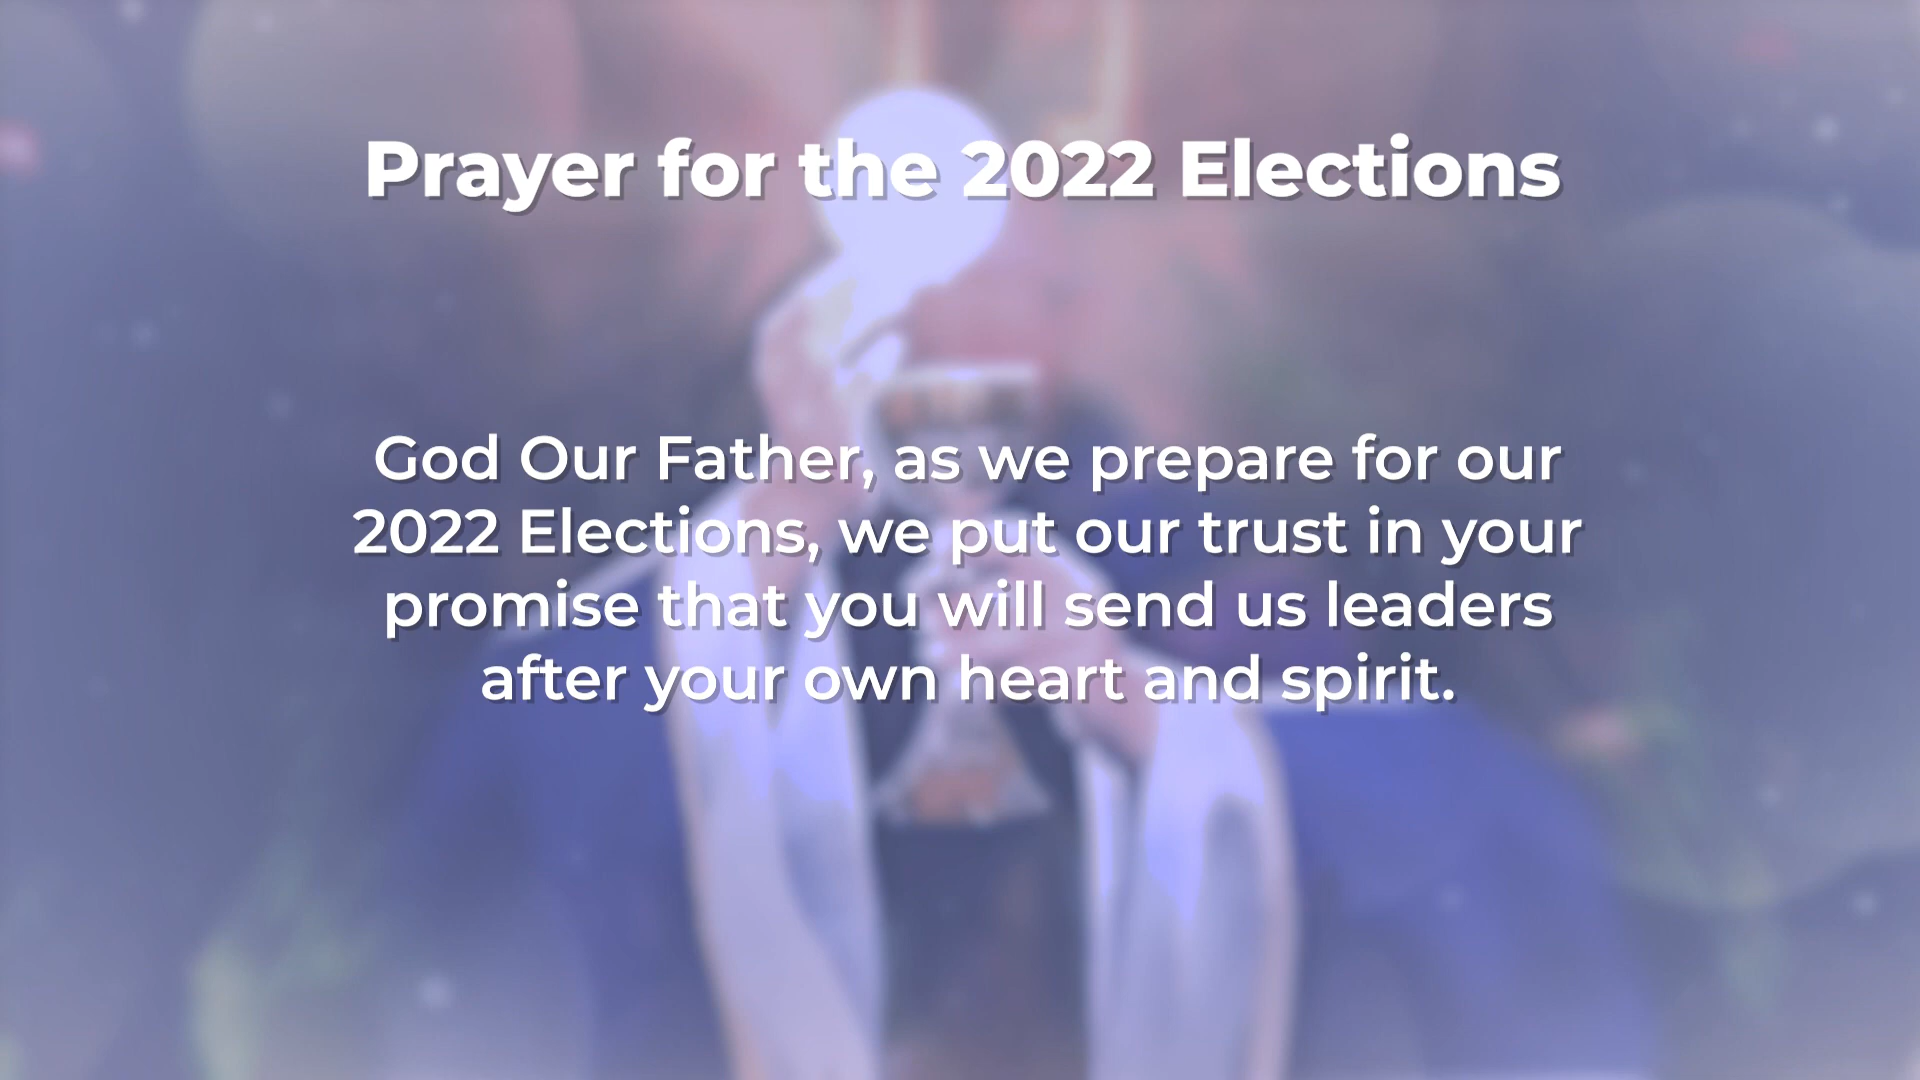 Prayer for the 2022 Elections
God Our Father, as we prepare for our
2022 Elections, we put our trust in your
promise that you will send us leaders
after your own heart and spirit.